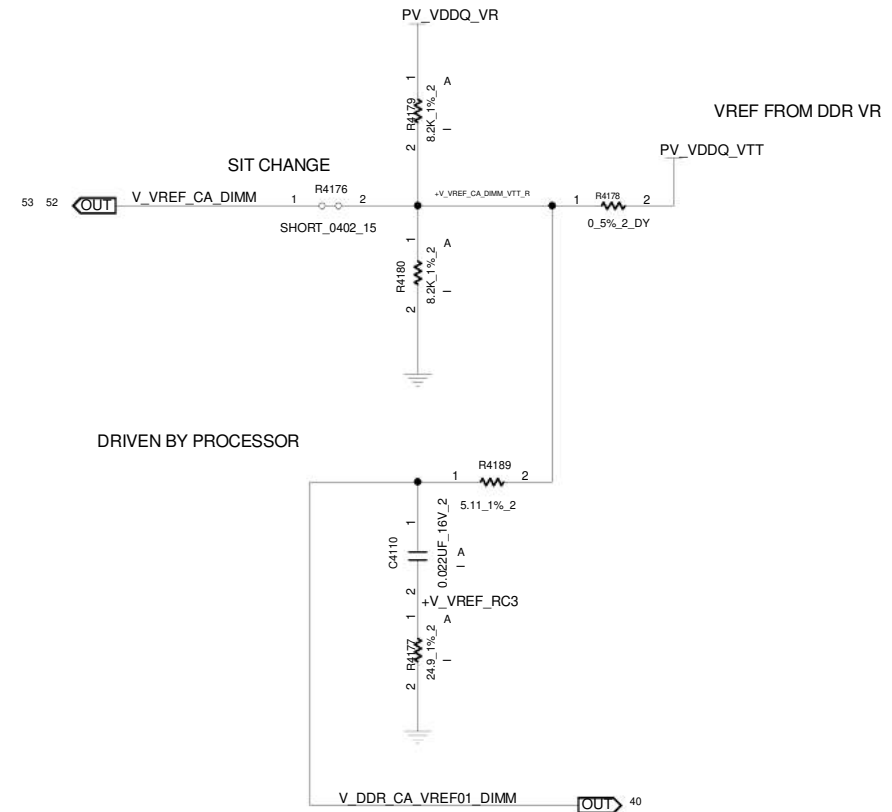 PV_VDDQ_VR
1
A
R4179
8.2K_1%_2
2
VREF FROM DDR VR
PV_VDDQ_VTT
SIT CHANGE
53 52
OUT
V_VREF_CA_DIMM
1
R4176
2
SHORT_0402_15
+V_VREF_CA_DIMM_VTT_R
1
R4178
2
0_5%_2_DY
1
A
R4180
8.2K_1%_2
2
DRIVEN BY PROCESSOR
1
R4189
2
5.11_1%_2
1
C4110
0.022UF_16V_2
A
2
+V_VREF_RC3
1
A
R4177
24.9_1%_2
2
V_DDR_CA_VREF01_DIMM
OUT
40